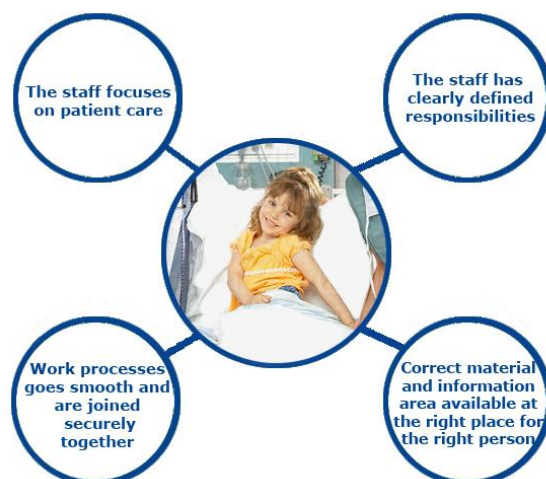 The staff focuses
on patient care
The staff has
clearly defined
responsibilities
Work processes
goes smooth and
are joined
securely
together
Correct material
and information
area available at
the right place for
the right person